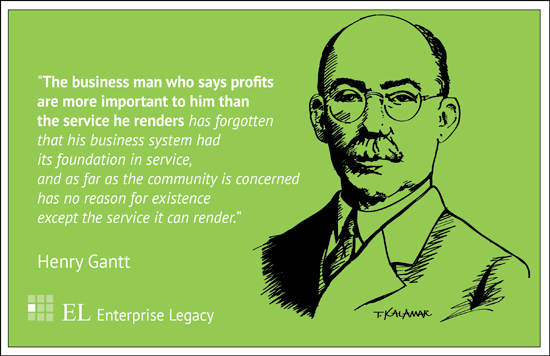 "The business man who says profits
are more important to him than
the service he renders has forgotten
that his business system had
its foundation in service,
and as far as the community is concerned
has no reason for existence
except the service it can render.”
Henry Gantt
EL Enterprise Legacy
T. KALAMAR